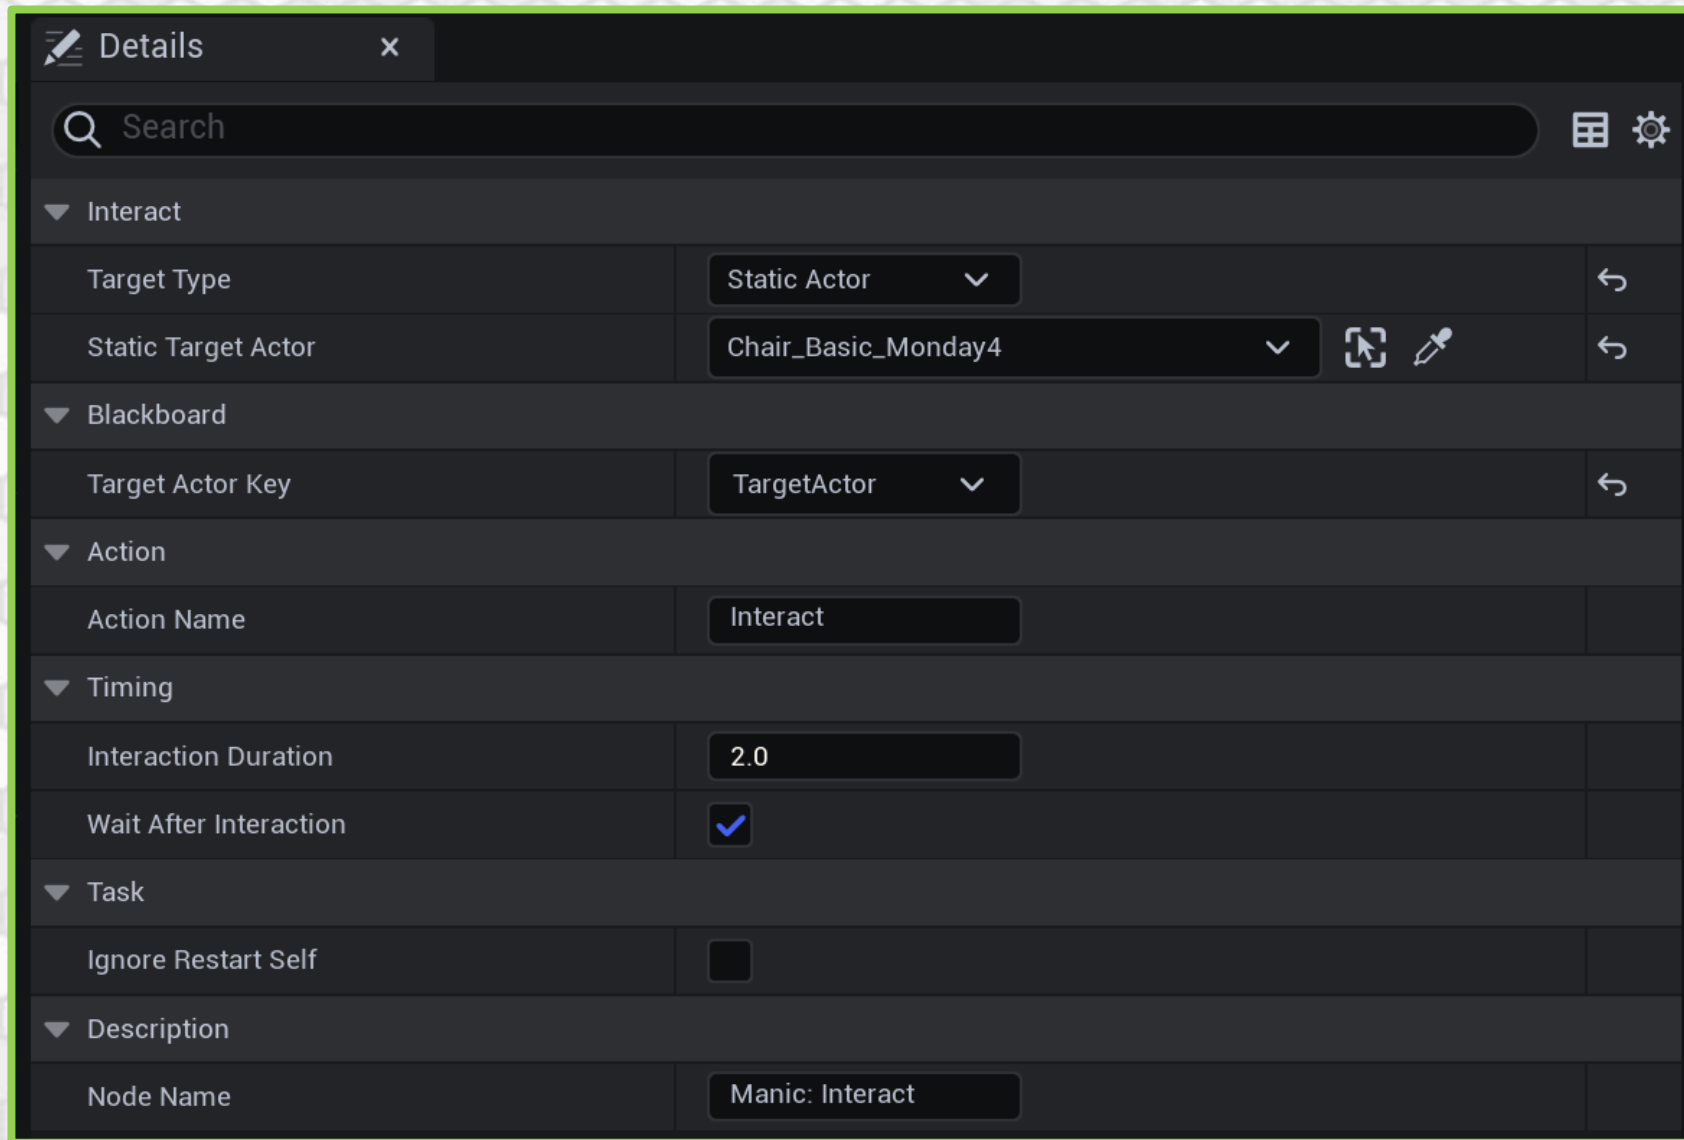 Details
Search
Interact
Target Type
Static Actor
Static Target Actor
Chair_Basic_Monday4
Blackboard
Target Actor Key
TargetActor
Action
Action Name
Interact
Timing
Interaction Duration
2.0
Wait After Interaction
Task
Ignore Restart Self
Description
Node Name
Manic: Interact